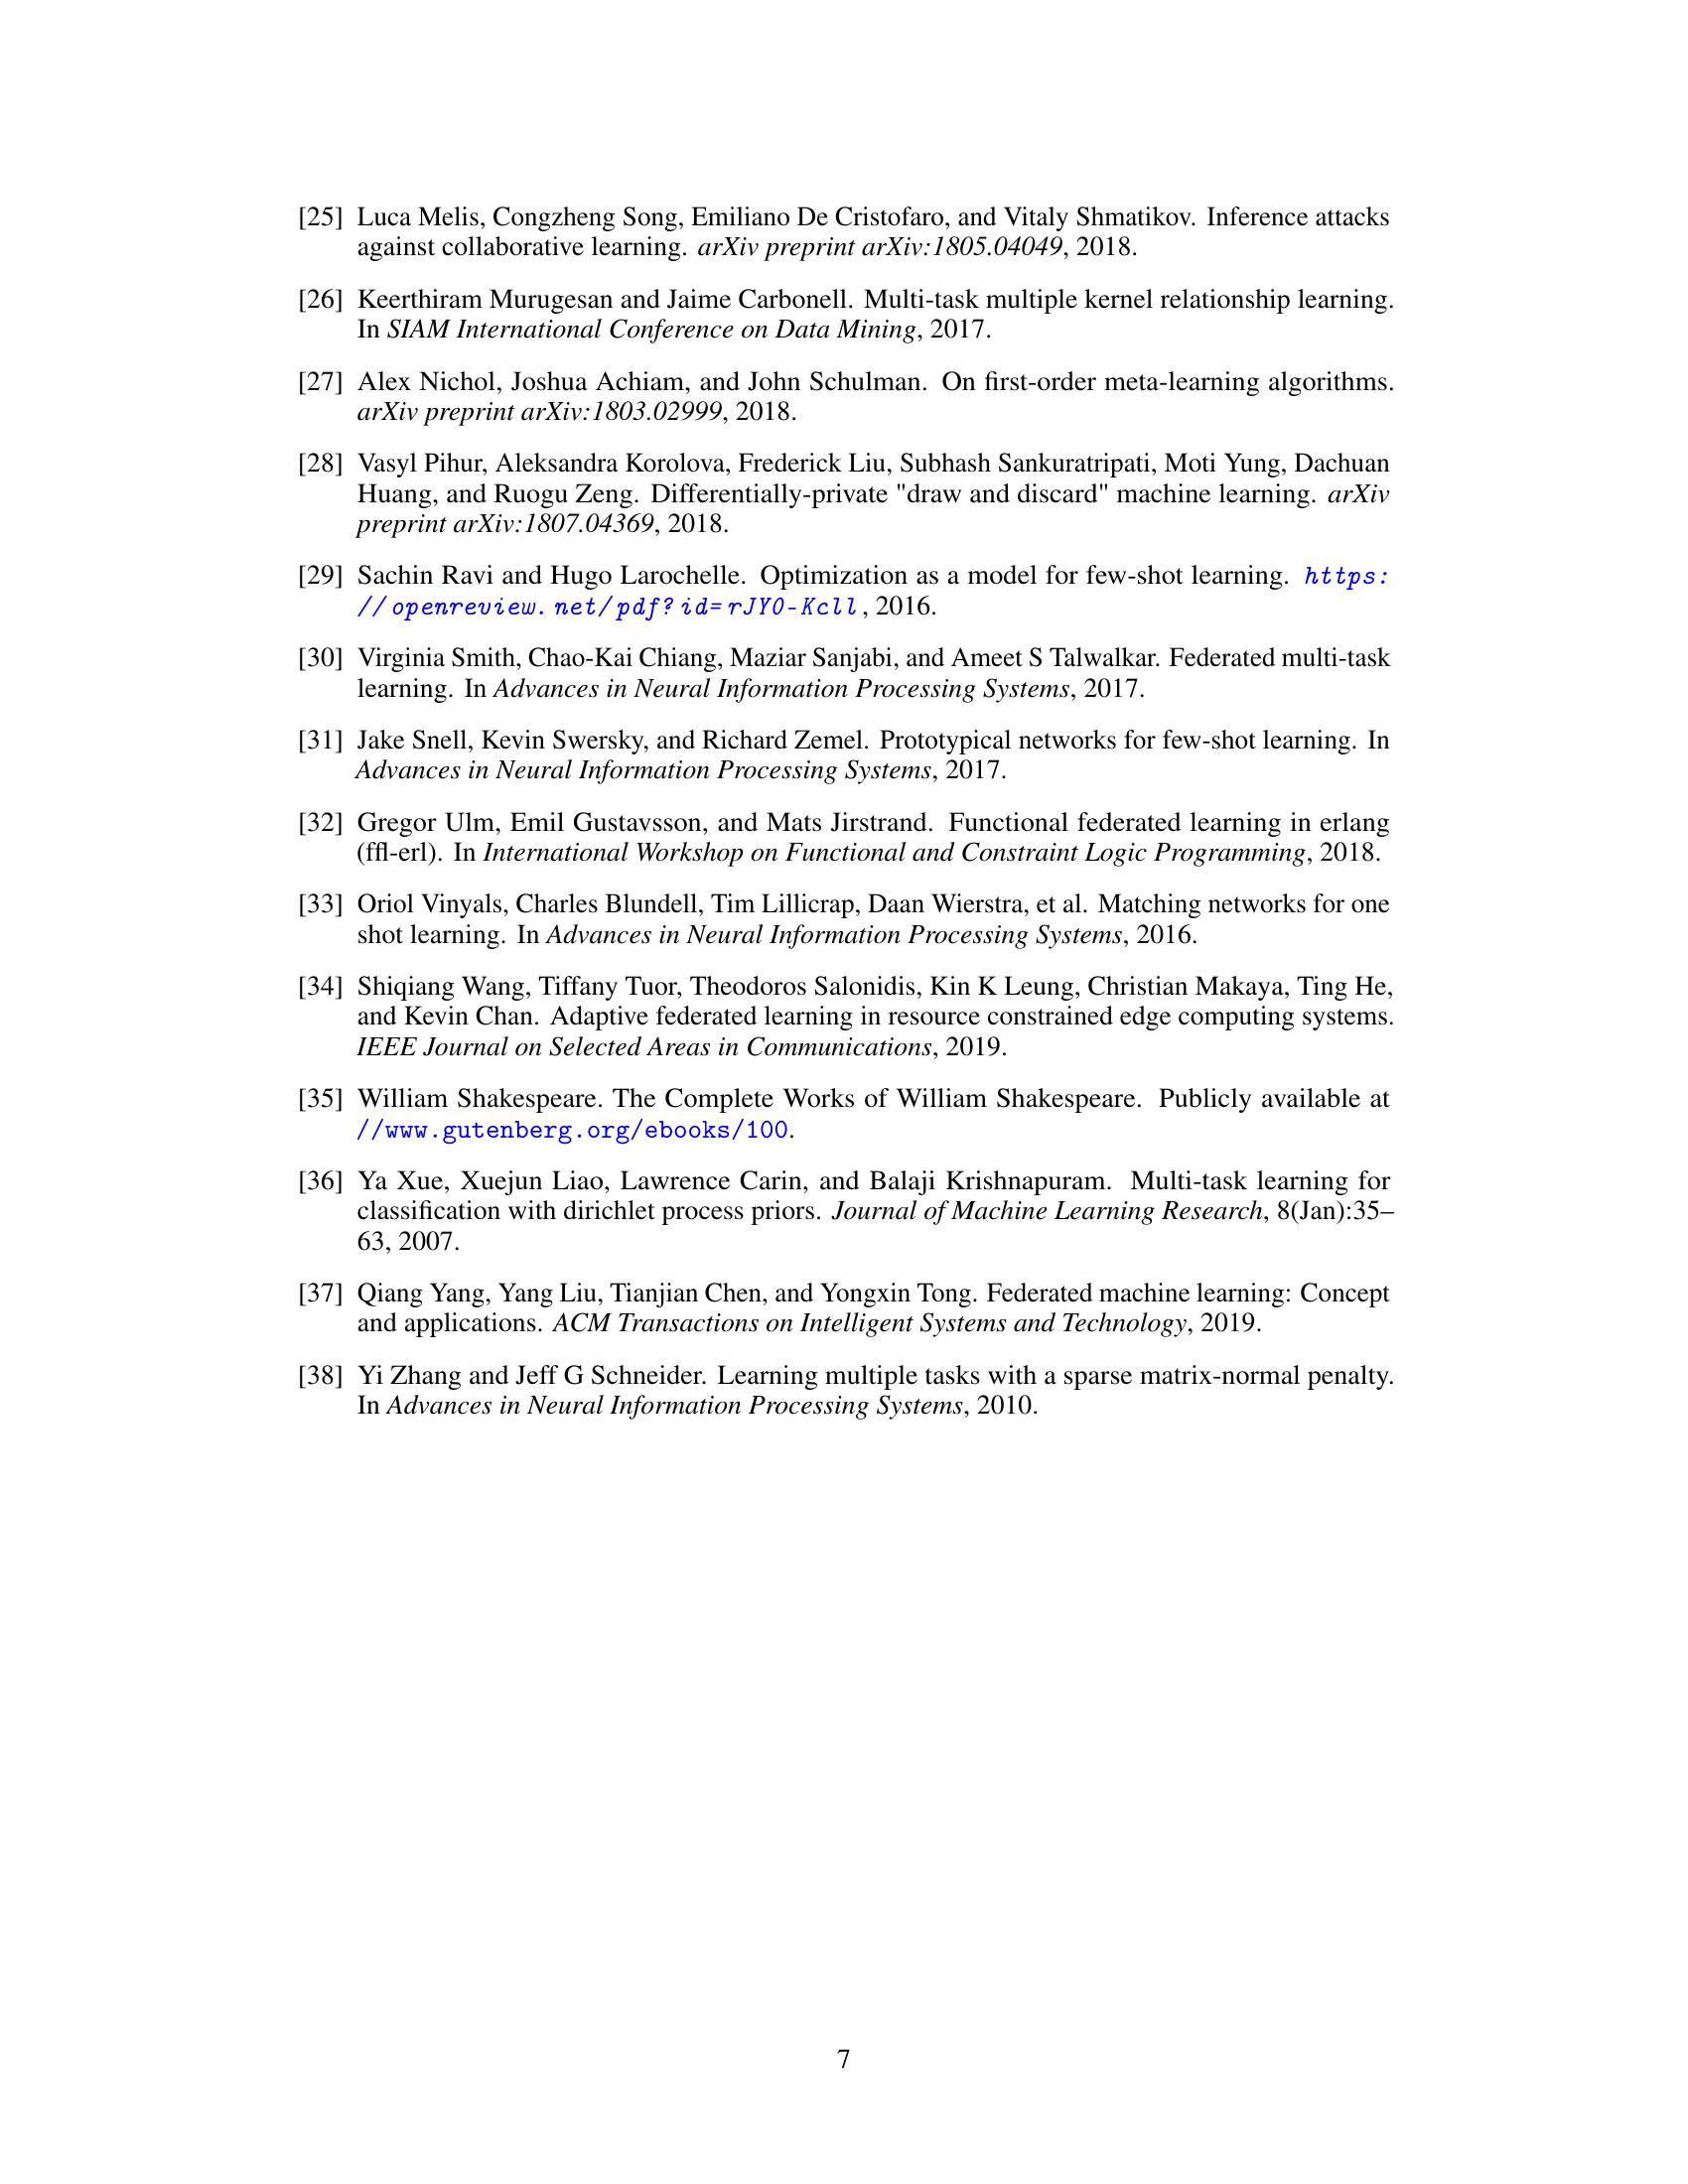 [25] Luca Melis, Congzheng Song, Emiliano De Cristofaro, and Vitaly Shmatikov. Inference attacks
against collaborative learning. arXiv preprint arXiv:1805.04049, 2018.
[26] Keerthiram Murugesan and Jaime Carbonell. Multi-task multiple kernel relationship learning.
In SIAM International Conference on Data Mining, 2017.
[27] Alex Nichol, Joshua Achiam, and John Schulman. On first-order meta-learning algorithms.
arXiv preprint arXiv:1803.02999, 2018.
[28] Vasyl Pihur, Aleksandra Korolova, Frederick Liu, Subhash Sankuratripati, Moti Yung, Dachuan
Huang, and Ruogu Zeng. Differentially-private "draw and discard" machine learning. arXiv
preprint arXiv:1807.04369, 2018.
[29] Sachin Ravi and Hugo Larochelle. Optimization as a model for few-shot learning. https:
//openreview.net/pdf?id=rJY0-Kcll, 2016.
[30] Virginia Smith, Chao-Kai Chiang, Maziar Sanjabi, and Ameet S Talwalkar. Federated multi-task
learning. In Advances in Neural Information Processing Systems, 2017.
[31] Jake Snell, Kevin Swersky, and Richard Zemel. Prototypical networks for few-shot learning. In
Advances in Neural Information Processing Systems, 2017.
[32] Gregor Ulm, Emil Gustavsson, and Mats Jirstrand. Functional federated learning in erlang
(ffl-erl). In International Workshop on Functional and Constraint Logic Programming, 2018.
[33] Oriol Vinyals, Charles Blundell, Tim Lillicrap, Daan Wierstra, et al. Matching networks for one
shot learning. In Advances in Neural Information Processing Systems, 2016.
[34] Shiqiang Wang, Tiffany Tuor, Theodoros Salonidis, Kin K Leung, Christian Makaya, Ting He,
and Kevin Chan. Adaptive federated learning in resource constrained edge computing systems.
IEEE Journal on Selected Areas in Communications, 2019.
[35] William Shakespeare. The Complete Works of William Shakespeare. Publicly available at
//www.gutenberg.org/ebooks/100.
[36] Ya Xue, Xuejun Liao, Lawrence Carin, and Balaji Krishnapuram. Multi-task learning for
classification with dirichlet process priors. Journal of Machine Learning Research, 8(Jan):35–
63, 2007.
[37] Qiang Yang, Yang Liu, Tianjian Chen, and Yongxin Tong. Federated machine learning: Concept
and applications. ACM Transactions on Intelligent Systems and Technology, 2019.
[38] Yi Zhang and Jeff G Schneider. Learning multiple tasks with a sparse matrix-normal penalty.
In Advances in Neural Information Processing Systems, 2010.
7